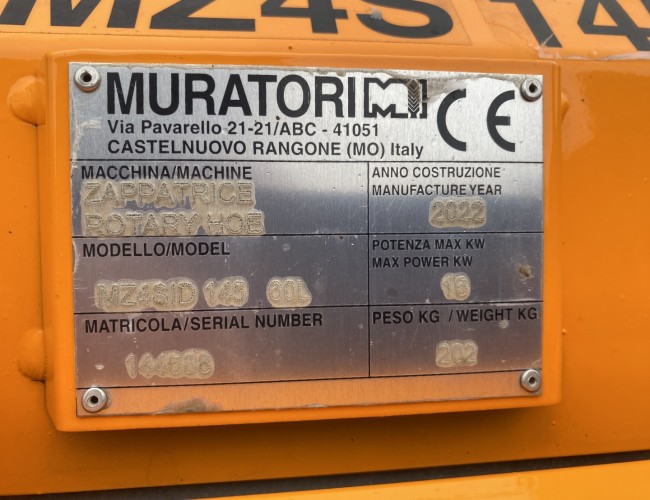 MZ4S 14
MURATORI M
CE
Via Pavarello 21-21/ABC - 41051
CASTELNUOVO RANGONE (MO) Italy
MACCHINA/MACHINE
ZAPPATRICE
ROTARY HOE
ANNO COSTRUZIONE
MANUFACTURE YEAR
2022
MODELLO/MODEL
MZ4SID 145 60L
POTENZA MAX KW
MAX POWER KW
MATRICOLA/SERIAL NUMBER
PESO KG / WEIGHT KG
202